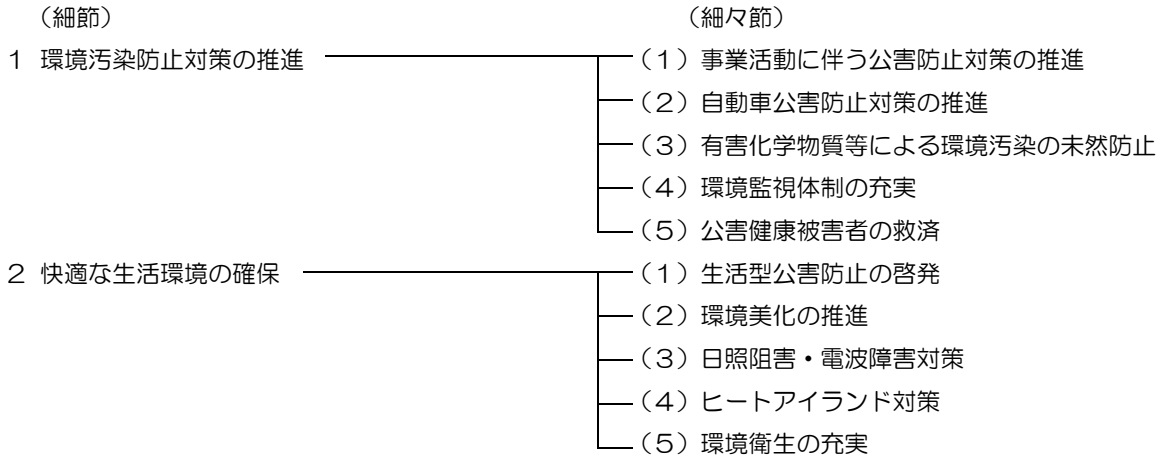 （細節） （細々節）
１ 環境汚染防止対策の推進 （１）事業活動に伴う公害防止対策の推進
（２）自動車公害防止対策の推進
（３）有害化学物質等による環境汚染の未然防止
（４）環境監視体制の充実
（５）公害健康被害者の救済
２ 快適な生活環境の確保 （１）生活型公害防止の啓発
（２）環境美化の推進
（３）日照阻害・電波障害対策
（４）ヒートアイランド対策
（５）環境衛生の充実